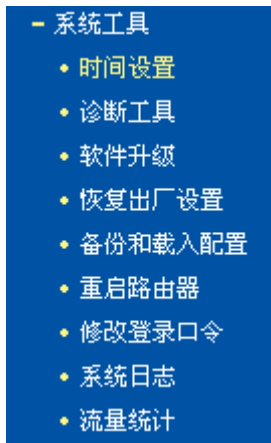 − 系统工具
• 时间设置
• 诊断工具
• 软件升级
• 恢复出厂设置
• 备份和载入配置
• 重启路由器
• 修改登录口令
• 系统日志
• 流量统计